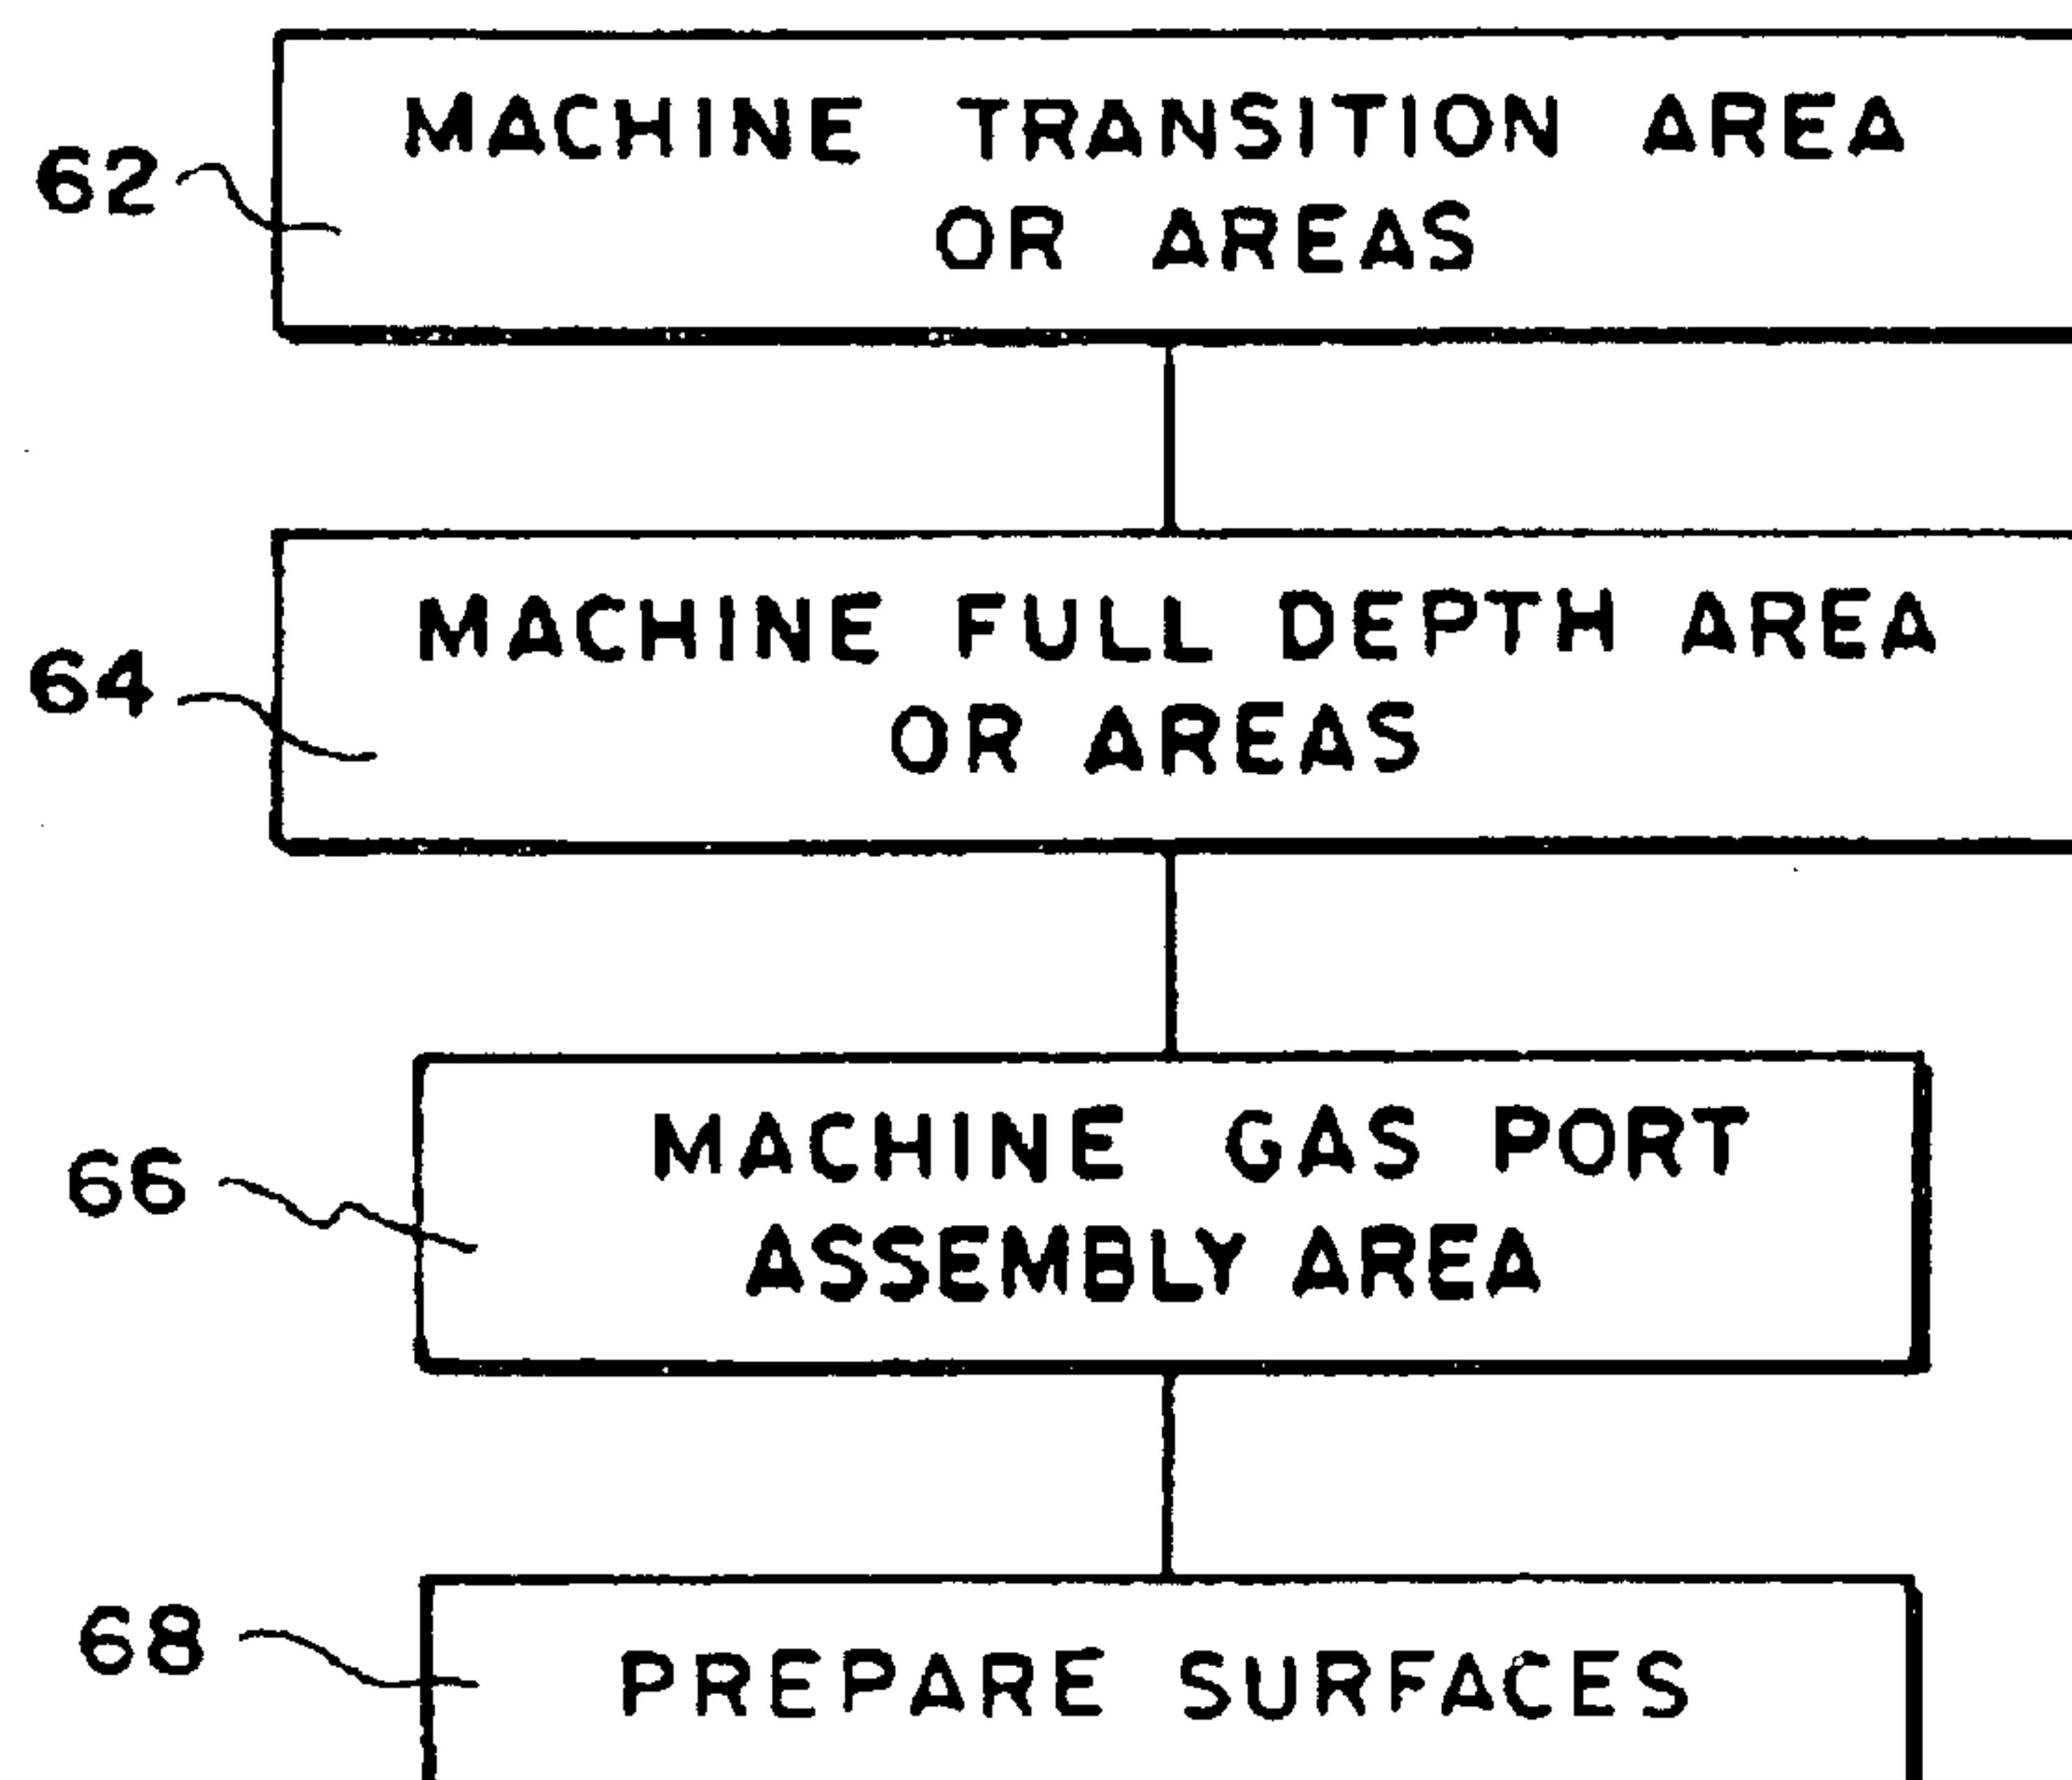 62
MACHINE TRANSITION AREA
OR AREAS
64
MACHINE FULL DEPTH AREA
OR AREAS
66
MACHINE GAS PORT
ASSEMBLY AREA
68
PREPARE SURFACES